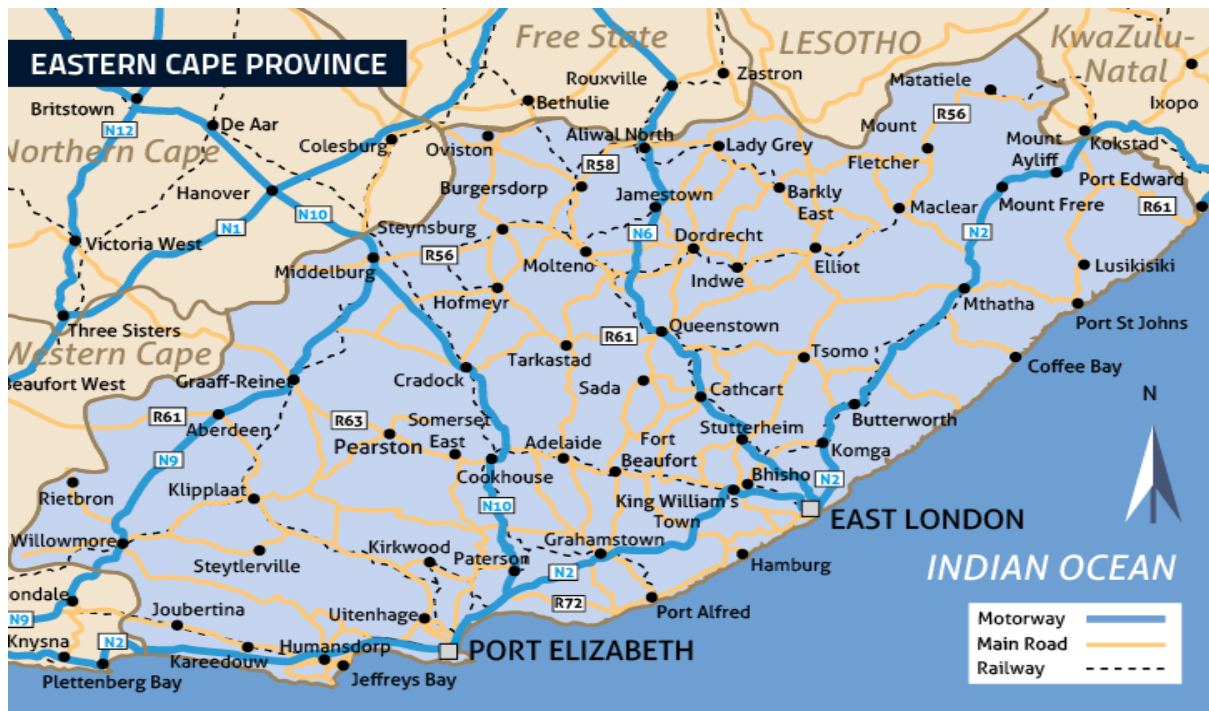 EASTERN CAPE PROVINCE
Free State
LESOTHO
KwaZulu-
Natal
Rouxville
Zastron
Matatiele
Britstown
Bethulie
Ixopo
N12
De Aar
Aliwal North
R56
Mount
Fletcher
Mount
Ayliff
Kokstad
Northern Cape
Colesburg
Oviston
Lady Grey
R58
Hanover
Burgersdorp
Jamestown
Barkly
East
Port Edward
R61
N10
N1
Maclear
Mount Frere
Steynsburg
N6
Dordrecht
N2
Victoria West
R56
Middelburg
Molteno
Indwe
Elliot
Lusikisiki
Hofmeyr
Mthatha
Port St Johns
Three Sisters
Queenstown
R61
Western Cape
Tarkastad
Tsomo
Coffee Bay
Beaufort West
Graaff-Reine
Cradock
Sada
Cathcart
N
R61
Aberdeen
R63
Somerset
East
Pearston
Butterworth
Stutterheim
Adelaide
Fort
Beaufort
Komga
N9
Cookhouse
Bhisho
N2
Rietbron
Klipplaat
King William's
Town
N10
EAST LONDON
Willowmore
Kirkwood
Paterson
Grahamstown
Steytlerville
N2
Hamburg
INDIAN OCEAN
ondale
Joubertina
Uitenhage
R72
Port Alfred
N9
Knysna
N2
Humansdorp
PORT ELIZABETH
Kareedouw
Plettenberg Bay
Jeffreys Bay
Motorway
Main Road
Railway